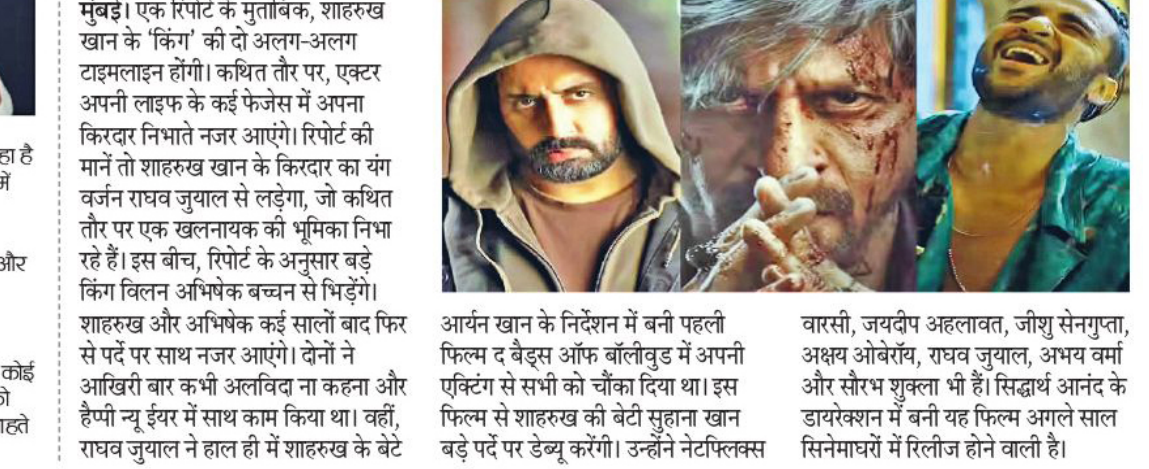 मुंबई। एक रिपोर्ट के मुताबिक, शाहरुख
खान के ‘किंग’ की दो अलग-अलग
टाइमलाइन होंगी। कथित तौर पर, एक्टर
अपनी लाइफ के कई फेजेस में अपना
किरदार निभाते नजर आएंगे। रिपोर्ट की
मानें तो शाहरुख खान के किरदार का यंग
वर्जन राघव जुयाल से लड़ेगा, जो कथित
तौर पर एक खलनायक की भूमिका निभा
रहे हैं। इस बीच, रिपोर्ट के अनुसार बड़े
किंग विलन अभिषेक बच्चन से भिड़ेंगे।
शाहरुख और अभिषेक कई सालों बाद फिर
से पर्दे पर साथ नजर आएंगे। दोनों ने
आखिरी बार कभी अलविदा ना कहना और
हैप्पी न्यू ईयर में साथ काम किया था। वहीं,
राघव जुयाल ने हाल ही में शाहरुख के बेटे
आर्यन खान के निर्देशन में बनी पहली
फिल्म द बैड्स ऑफ बॉलीवुड में अपनी
एक्टिंग से सभी को चौंका दिया था। इस
फिल्म से शाहरुख की बेटी सुहाना खान
बड़े पर्दे पर डेब्यू करेंगी। उन्होंने नेटफ्लिक्स
वारसी, जयदीप अहलावत, जीशु सेनगुप्ता,
अक्षय ओबेरॉय, राघव जुयाल, अभय वर्मा
और सौरभ शुक्ला भी हैं। सिद्धार्थ आनंद के
डायरेक्शन में बनी यह फिल्म अगले साल
सिनेमाघरों में रिलीज होने वाली है।